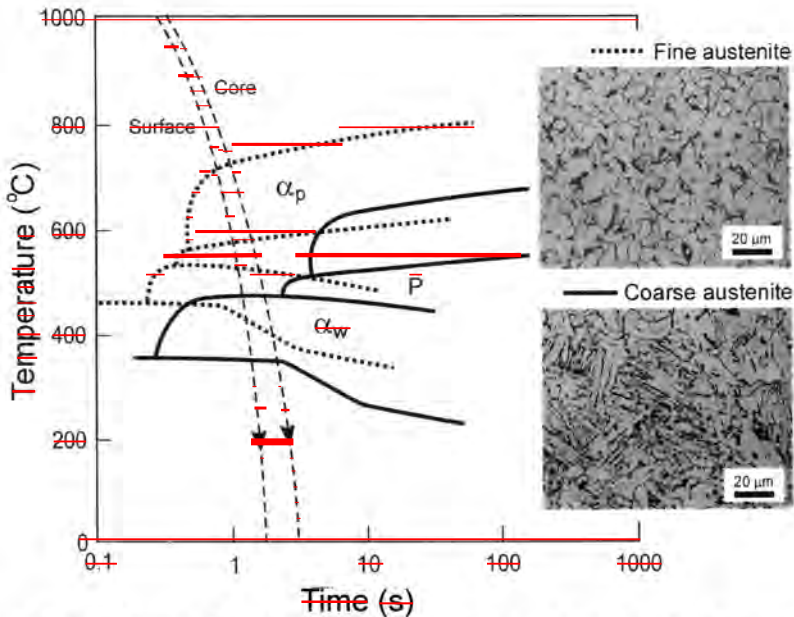 1000
800
600
400
200
0
Temperature (°C)
0.1
1
10
100
1000
Time (s)
Core
Surface
αp
P
αw
Fine austenite
20 μm
Coarse austenite
20 μm